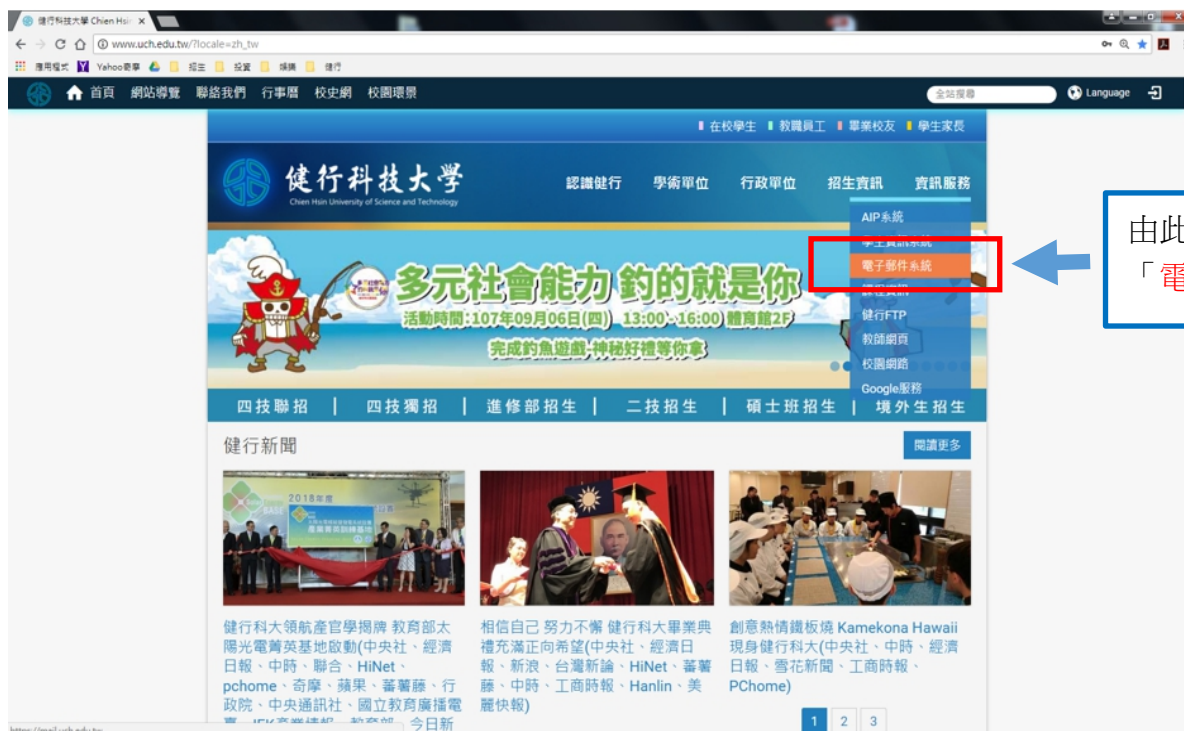 健行科技大學 Chien Hsi
www.uch.edu.tw/?locale=zh_tw
應用程式 Yahoo奇摩 招生 投資 娛樂 健行
首頁 網站導覽 聯絡我們 行事曆 校史網 校園環景 全站搜尋 Language
在校學生 教職員工 畢業校友 學生家長
健行科技大學
Chien Hsin University of Science and Technology
認識健行 學術單位 行政單位 招生資訊 資訊服務
AIP系統
學生資訊系統
電子郵件系統
課程資訊
健行FTP
教師網頁
校園網路
Google服務
由此
「電
多元社會能力 釣的就是你
活動時間:107年09月06日(四) 13:00~16:00 體育館2F
完成釣魚遊戲-神秘好禮等你拿
四技聯招 | 四技獨招 | 進修部招生 | 二技招生 | 碩士班招生 | 境外生招生
健行新聞
閱讀更多
2018年度
產業菁英訓練基地
健行科大領航產官學揭牌 教育部太
陽光電菁英基地啟動(中央社、經濟
日報、中時、聯合、HiNet、
pchome、奇摩、蘋果、蕃薯藤、行
政院、中央通訊社、國立教育廣播電
今日新
相信自己 努力不懈 健行科大畢業典
禮充滿正向希望(中央社、經濟日
報、新浪、台灣新論、HiNet、蕃薯
藤、中時、工商時報、Hanlin、美
麗快報)
創意熱情鐵板燒 Kamekona Hawaii
現身健行科大(中央社、中時、經濟
日報、雪花新聞、工商時報、
PChome)
1 2 3